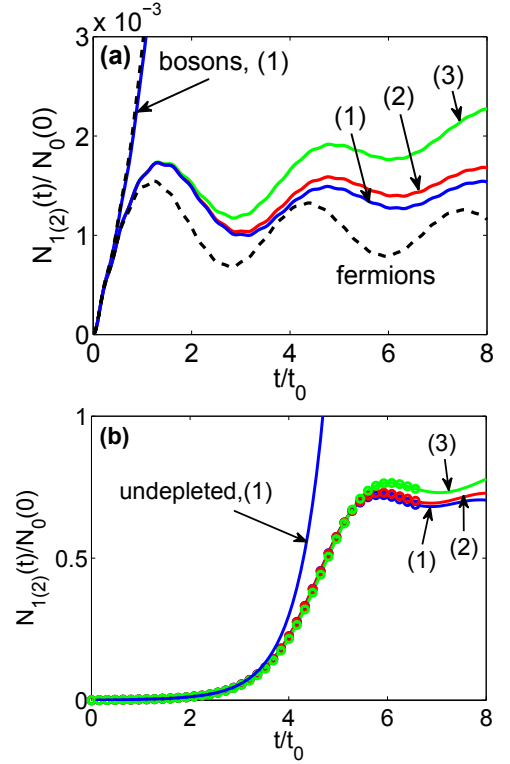 x 10⁻³
3
(a)
bosons, (1)
(3)
(2)
(1)
2
1
0
fermions
N₁₍₂₎(t)/ N₀(0)
0 2 4 6 8
t/t₀
1
(b)
undepleted,(1)
(3)
0.5
(1) (2)
0
N₁₍₂₎(t)/N₀(0)
0 2 4 6 8
t/t₀